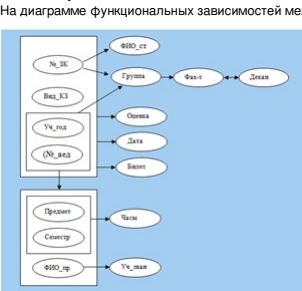 На диаграмме функциональных зависимостей ме
ФИО_ст
№_ЗК
Группа
Фак-т
Декан
Вид_КЗ
Оценка
Уч_год
Дата
(№_вед
Билет
Предмет
Часы
Семестр
ФИО_пр
Уч_план